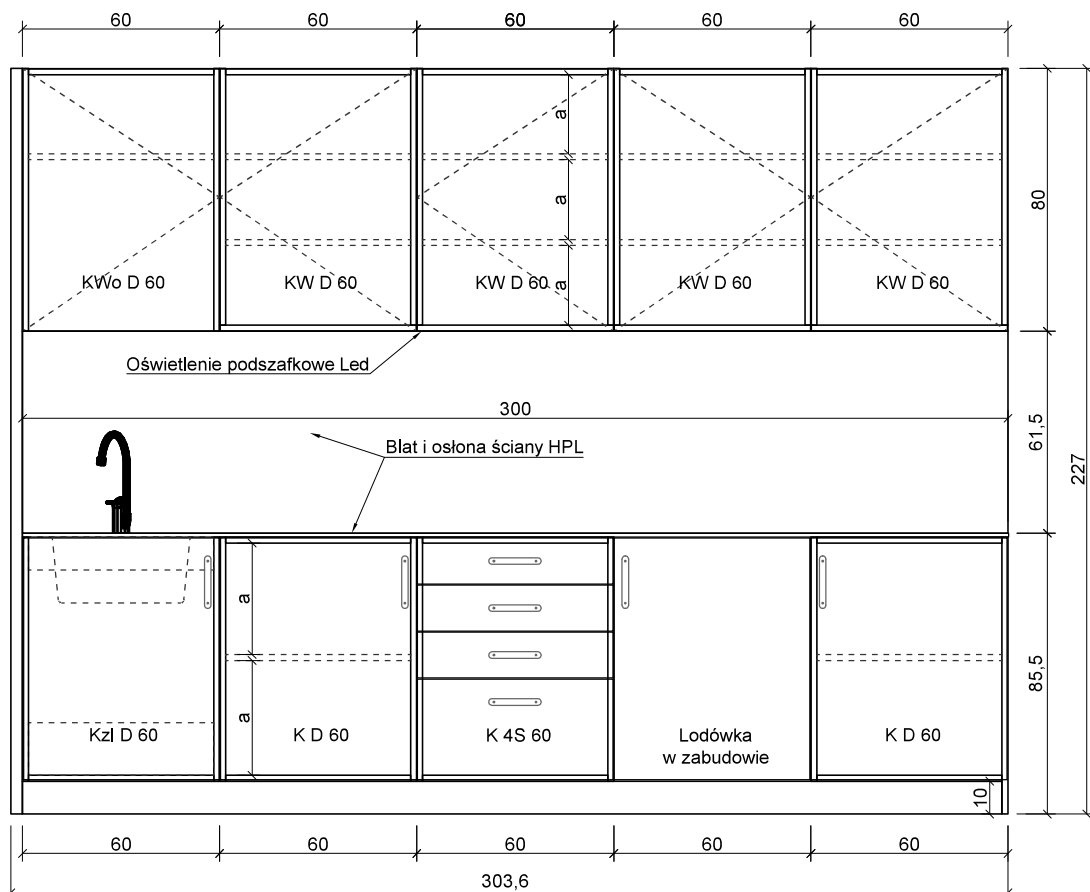 60 60 60 60 60
a
80
a
KWo D 60 KW D 60 KW D 60 KW D 60 KW D 60
a
Oświetlenie podszafkowe Led
300
61,5
Blat i osłona ściany HPL
227
a
85,5
a
Kzl D 60 K D 60 K 4S 60 Lodówka K D 60
w zabudowie
10
60 60 60 60 60
303,6